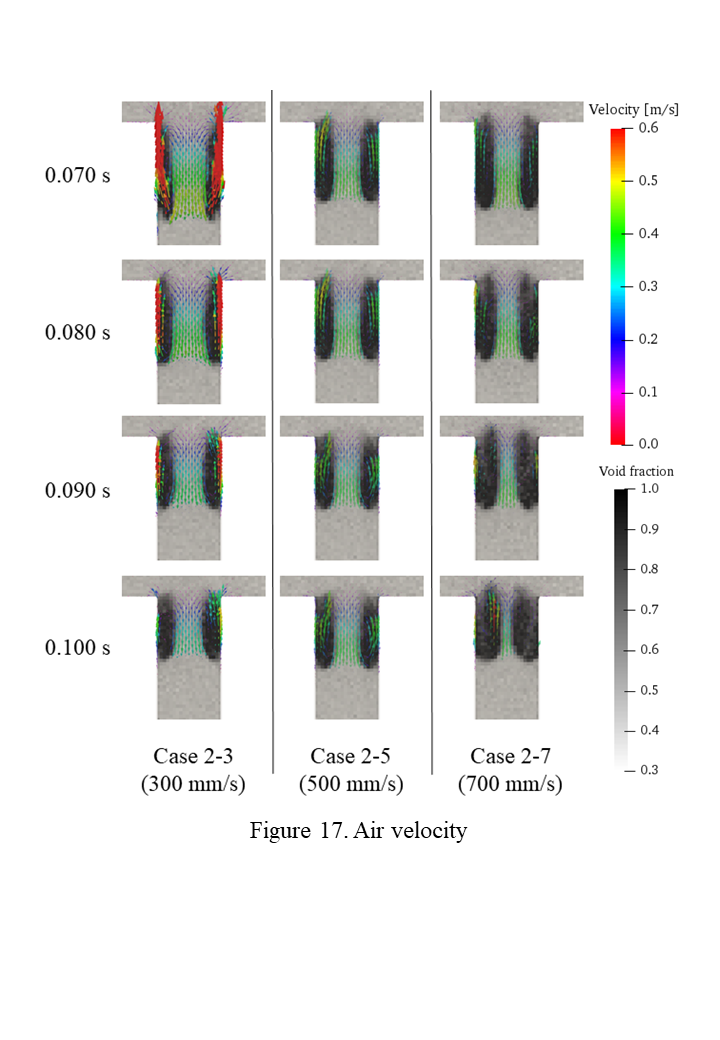 Velocity [m/s]
0.070 s
0.6
0.5
0.4
0.3
0.2
0.1
0.0
0.080 s
0.090 s
Void fraction
1.0
0.9
0.8
0.7
0.6
0.5
0.4
0.3
0.100 s
Case 2-3
(300 mm/s)
Case 2-5
(500 mm/s)
Case 2-7
(700 mm/s)
Figure 17. Air velocity